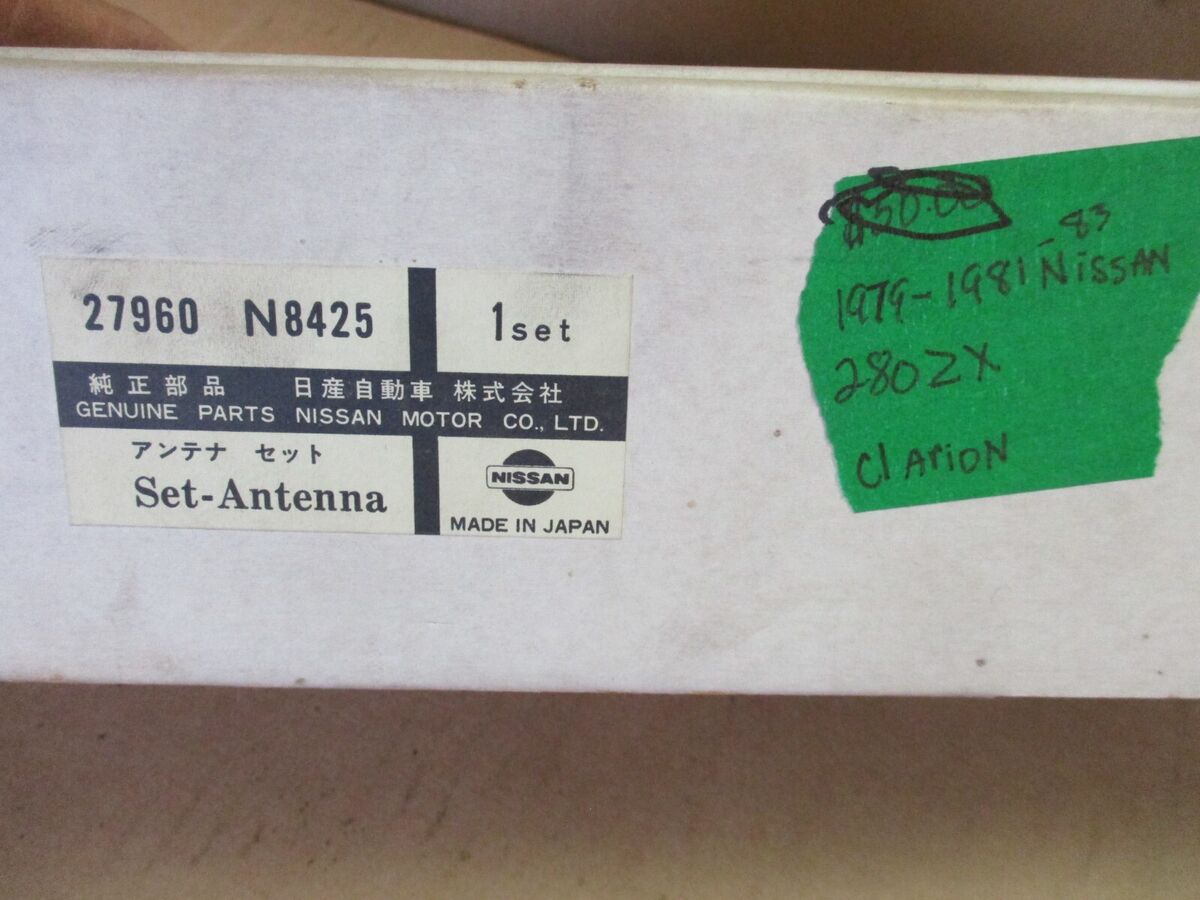 27960 N8425
1set
純正部品 日産自動車 株式会社
GENUINE PARTS NISSAN MOTOR CO., LTD.
アンテナ セット
Set-Antenna
NISSAN
MADE IN JAPAN
$50.00
-83
1979-1981 NiSSAN
280ZX
ClAriON